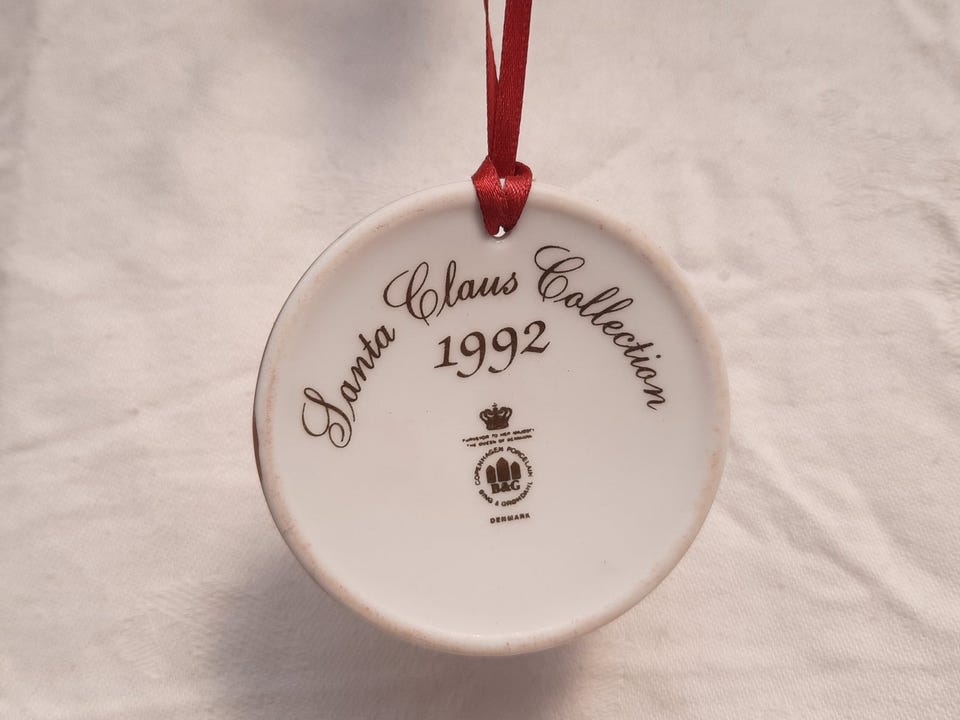 Santa Claus Collection
1992
PURVEYOR TO HER MAJESTY
THE QUEEN OF DENMARK
COPENHAGEN PORCELAIN
B&G
BING & GRØNDAHL
DENMARK